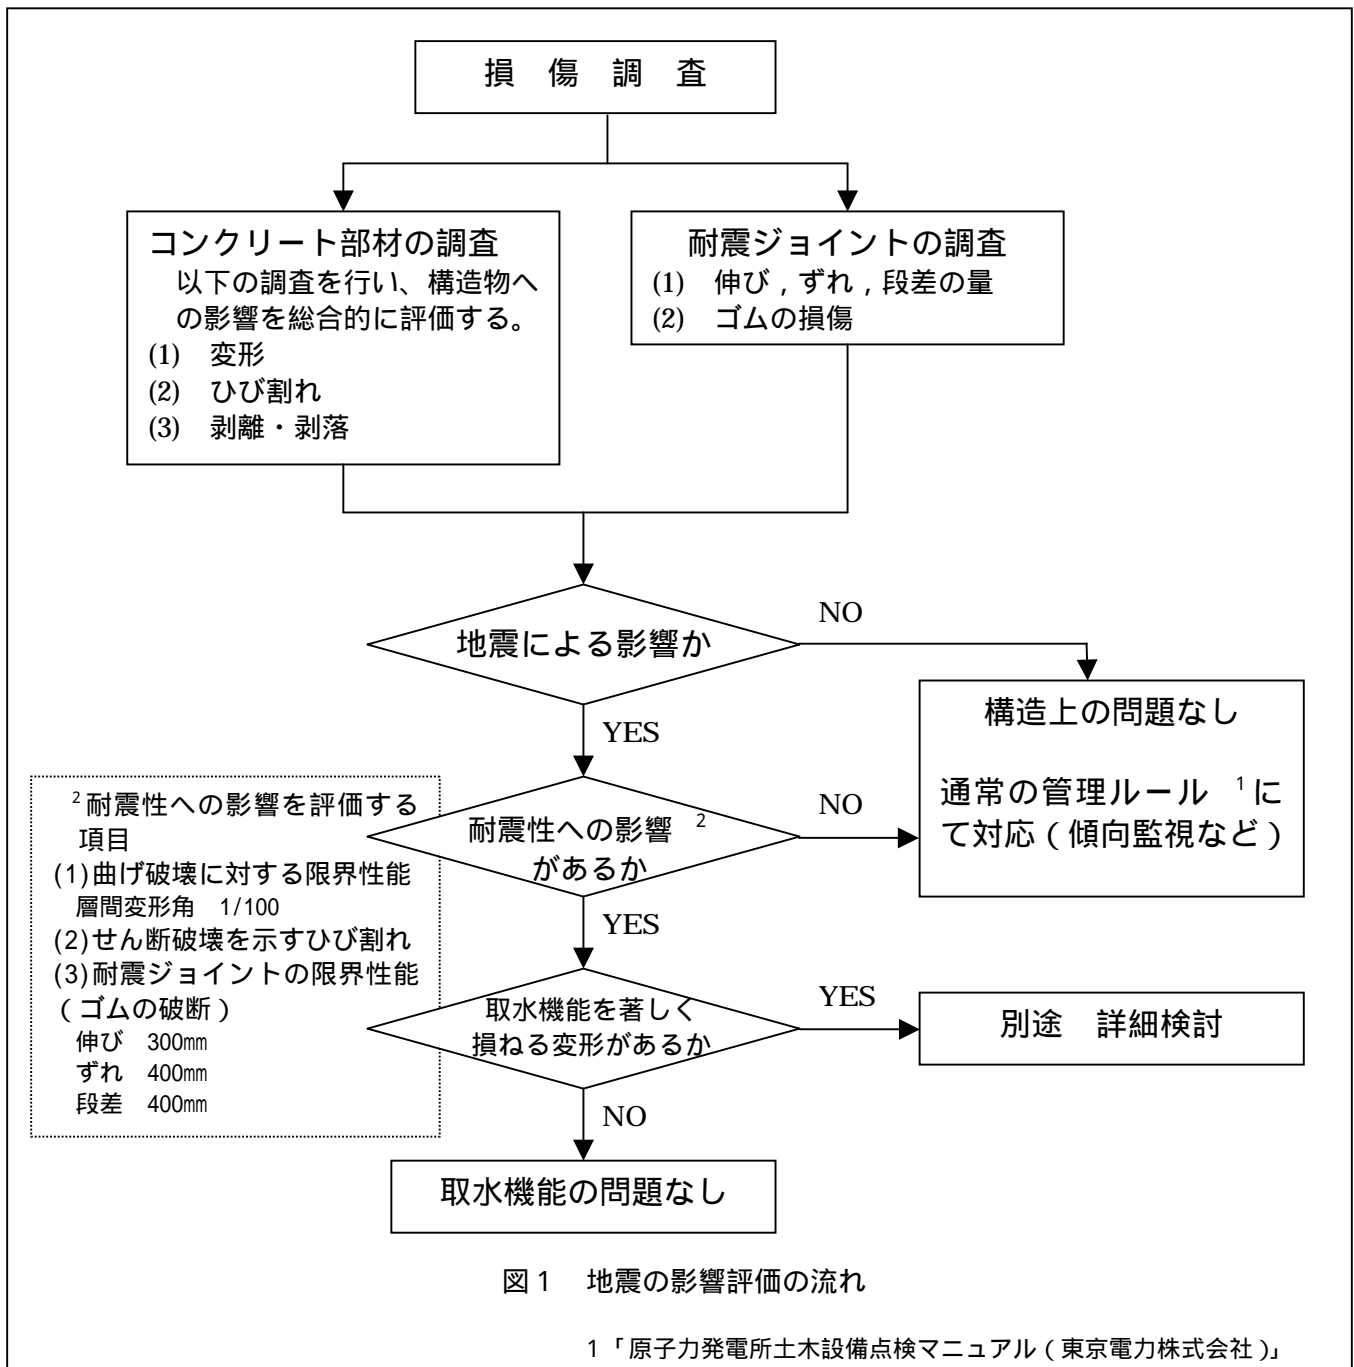 損　傷　調　査
コンクリート部材の調査
以下の調査を行い、構造物へ
の影響を総合的に評価する。
(1)　変形
(2)　ひび割れ
(3)　剥離・剥落
耐震ジョイントの調査
(1)　伸び，ずれ，段差の量
(2)　ゴムの損傷
地震による影響か
NO
YES
構造上の問題なし
通常の管理ルール　1に
て対応（傾向監視など）
耐震性への影響　2
があるか
NO
YES
2耐震性への影響を評価する
項目
(1)曲げ破壊に対する限界性能
層間変形角　1/100
(2)せん断破壊を示すひび割れ
(3)耐震ジョイントの限界性能
（ゴムの破断）
伸び　300㎜
ずれ　400㎜
段差　400㎜
取水機能を著しく
損ねる変形があるか
YES
別途　詳細検討
NO
取水機能の問題なし
図1　地震の影響評価の流れ
1「原子力発電所土木設備点検マニュアル（東京電力株式会社）」